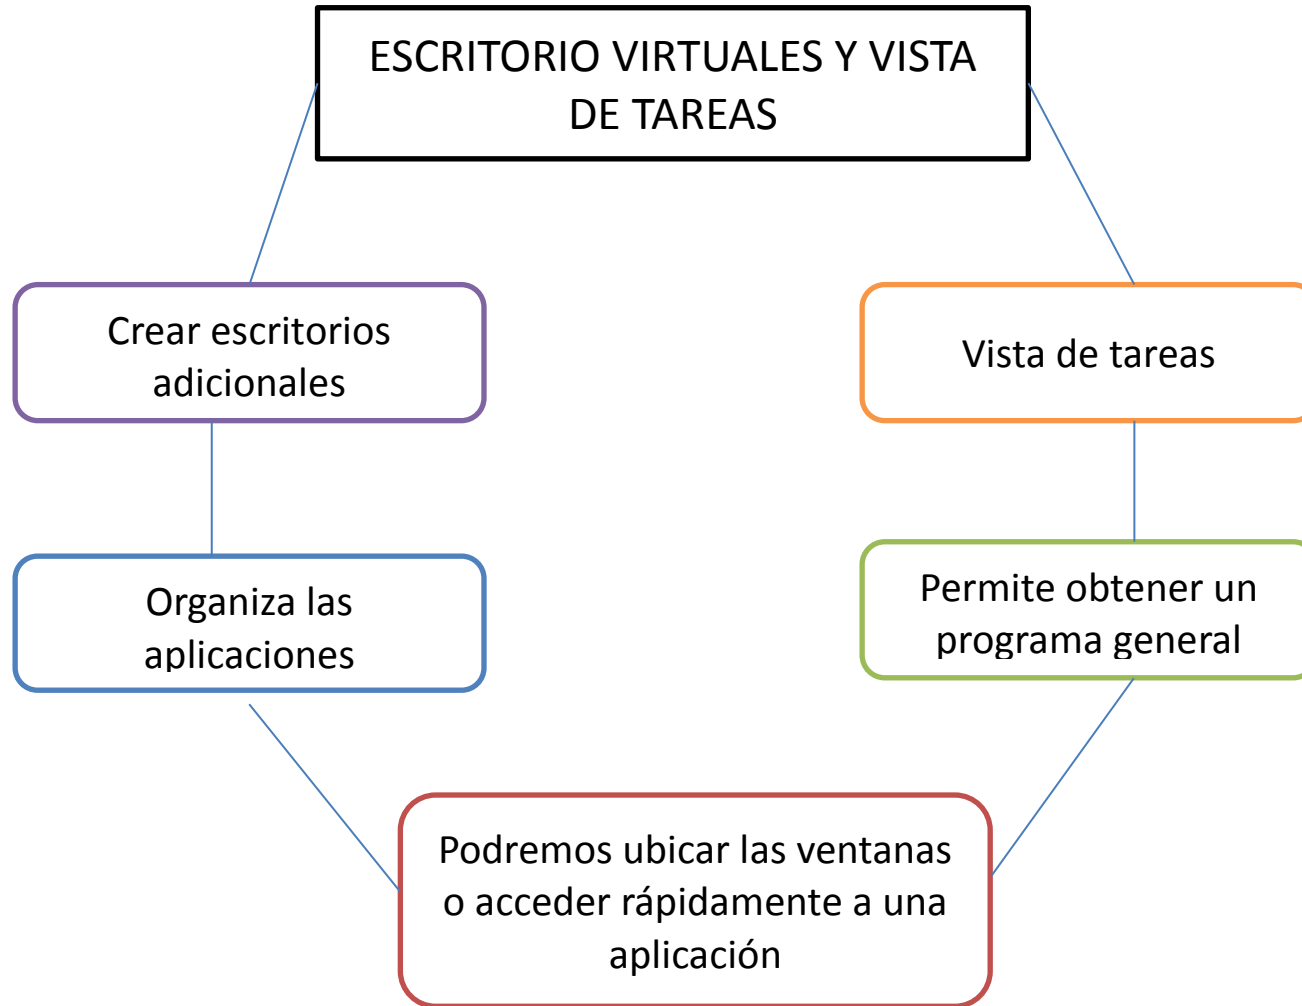 ESCRITORIO VIRTUALES Y VISTA
DE TAREAS
Crear escritorios
adicionales
Vista de tareas
Organiza las
aplicaciones
Permite obtener un
programa general
Podremos ubicar las ventanas
o acceder rápidamente a una
aplicación